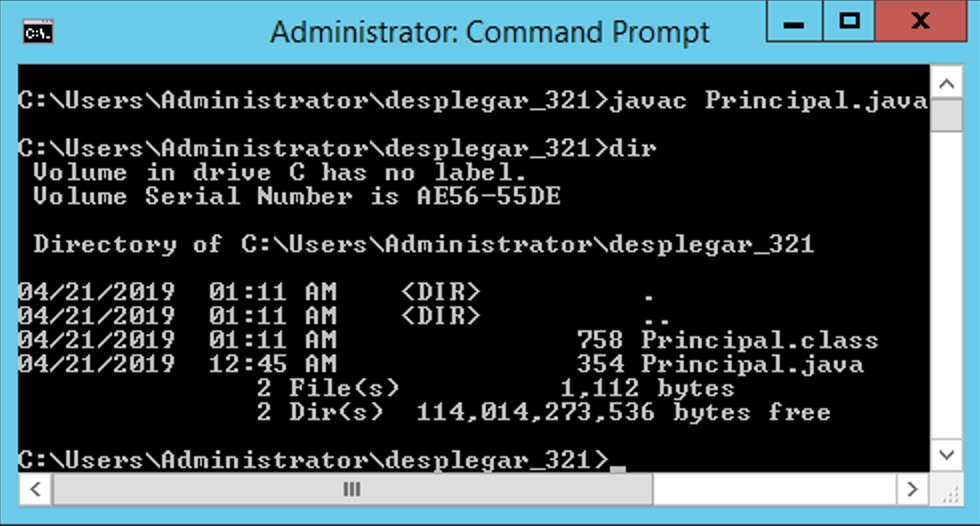 Administrator: Command Prompt
C:\Users\Administrator\desplegar_321>javac Principal.java
C:\Users\Administrator\desplegar_321>dir
 Volume in drive C has no label.
 Volume Serial Number is AE56-55DE
 Directory of C:\Users\Administrator\desplegar_321
04/21/2019  01:11 AM    <DIR>          .
04/21/2019  01:11 AM    <DIR>          ..
04/21/2019  01:11 AM               758 Principal.class
04/21/2019  12:45 AM               354 Principal.java
               2 File(s)          1,112 bytes
               2 Dir(s)  114,014,273,536 bytes free
C:\Users\Administrator\desplegar_321>_